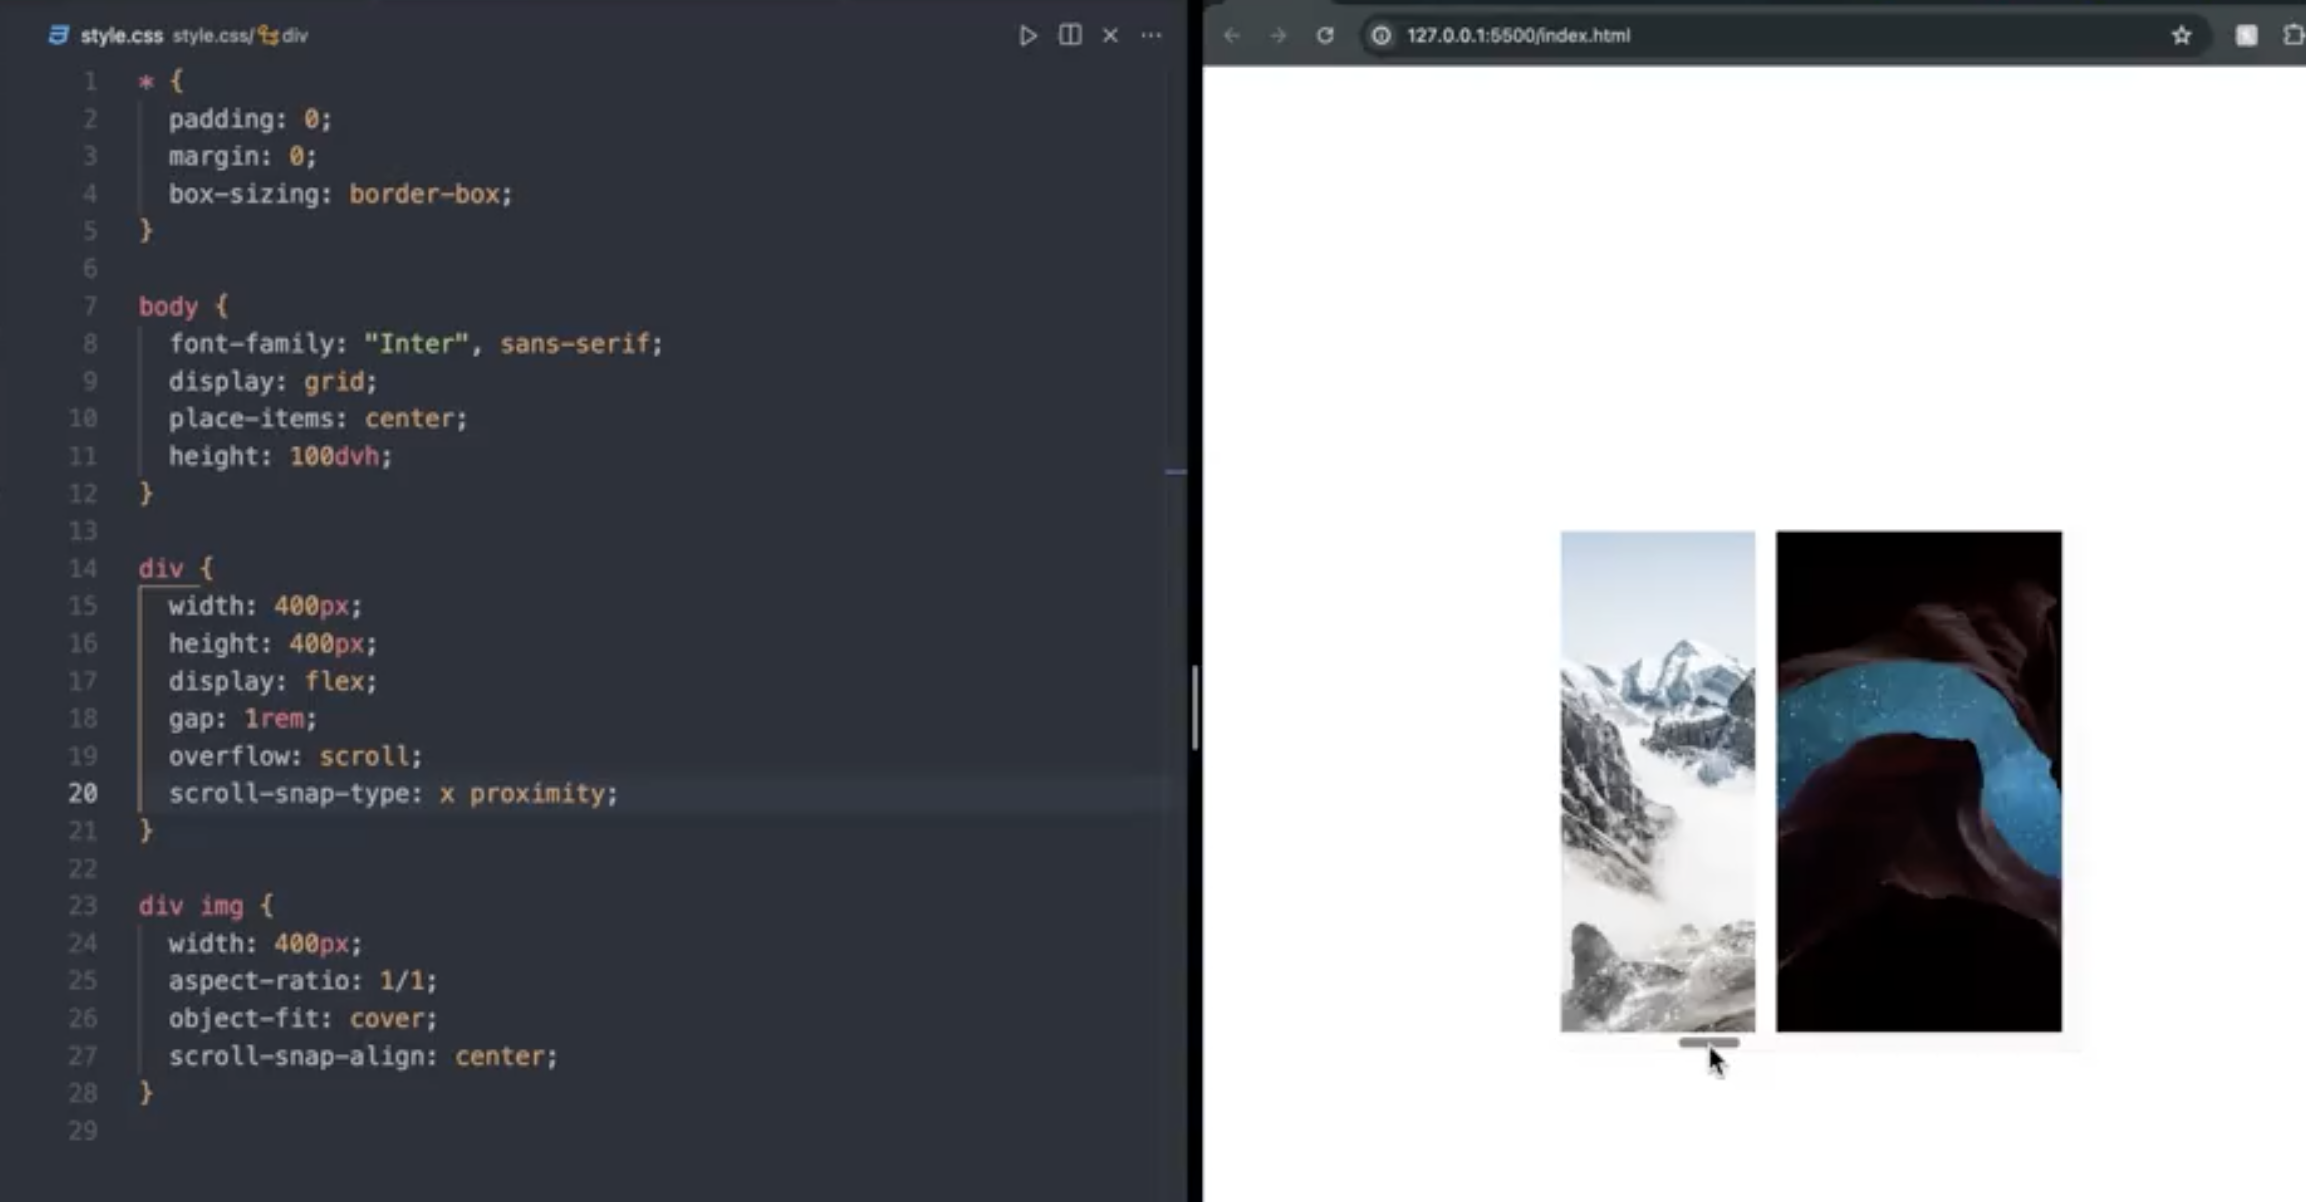 style.css style.css/div
1 * {
2 padding: 0;
3 margin: 0;
4 box-sizing: border-box;
5 }
6
7 body {
8 font-family: "Inter", sans-serif;
9 display: grid;
10 place-items: center;
11 height: 100dvh;
12 }
13
14 div {
15 width: 400px;
16 height: 400px;
17 display: flex;
18 gap: 1rem;
19 overflow: scroll;
20 scroll-snap-type: x proximity;
21 }
22
23 div img {
24 width: 400px;
25 aspect-ratio: 1/1;
26 object-fit: cover;
27 scroll-snap-align: center;
28 }
29
127.0.0.1:5500/index.html